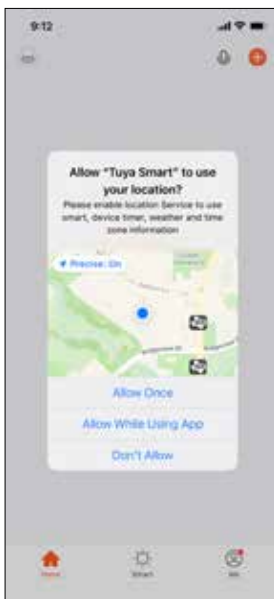 9:12
Allow "Tuya Smart" to use
your location?
Please enable location Service to use
smart, device timer, weather and time
zone information
Precise: On
Allow Once
Allow While Using App
Don't Allow
Home
Smart
Me